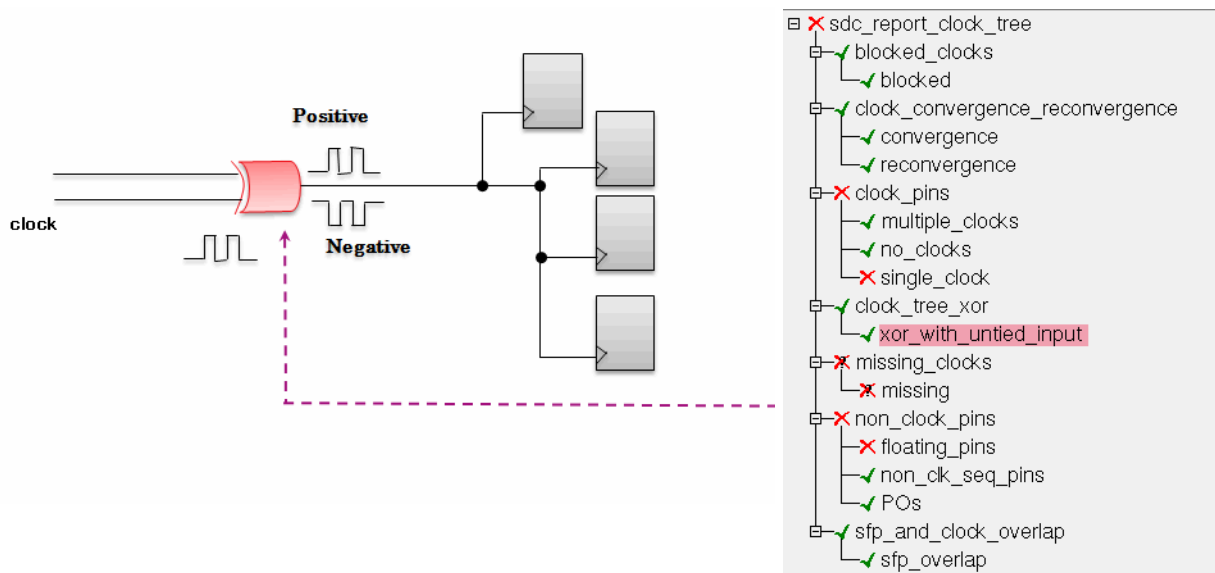 Positive
clock
Negative
sdc_report_clock_tree
blocked_clocks
blocked
clock_convergence_reconvergence
convergence
reconvergence
clock_pins
multiple_clocks
no_clocks
single_clock
clock_tree_xor
xor_with_untied_input
missing_clocks
missing
non_clock_pins
floating_pins
non_clk_seq_pins
POs
sfp_and_clock_overlap
sfp_overlap